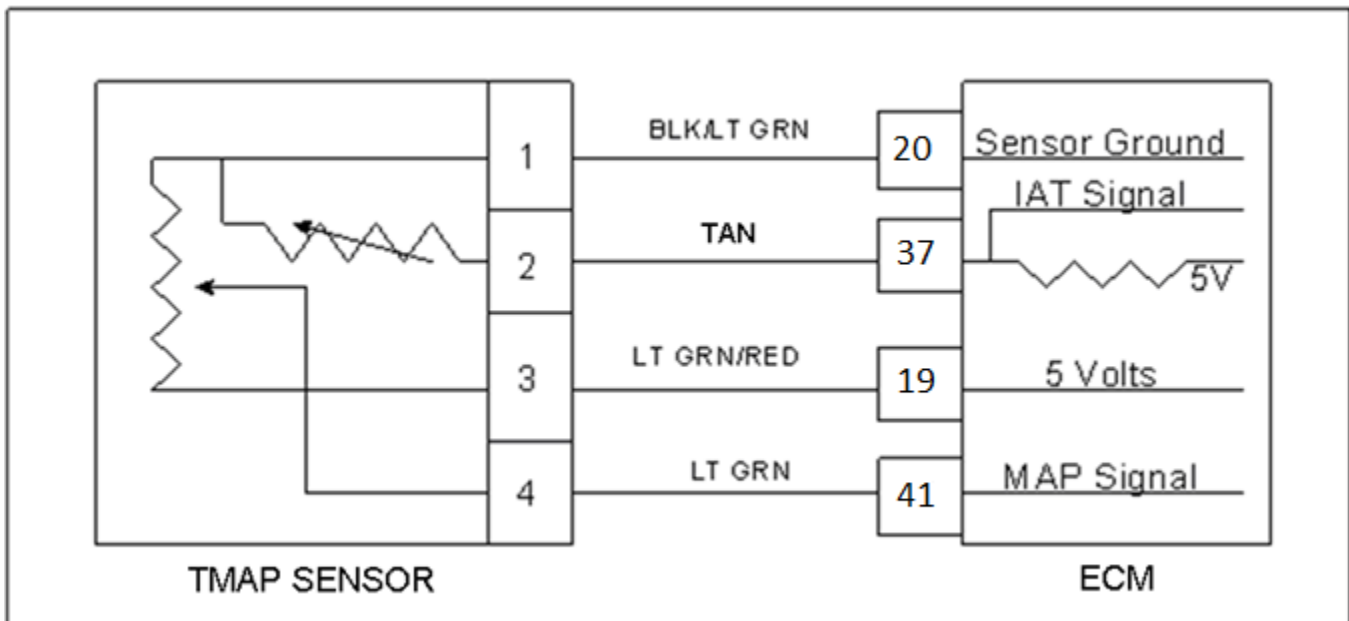 1 BLK/LT GRN 20 Sensor Ground
IAT Signal
2 TAN 37 5V
3 LT GRN/RED 19 5 Volts
4 LT GRN 41 MAP Signal
TMAP SENSOR ECM